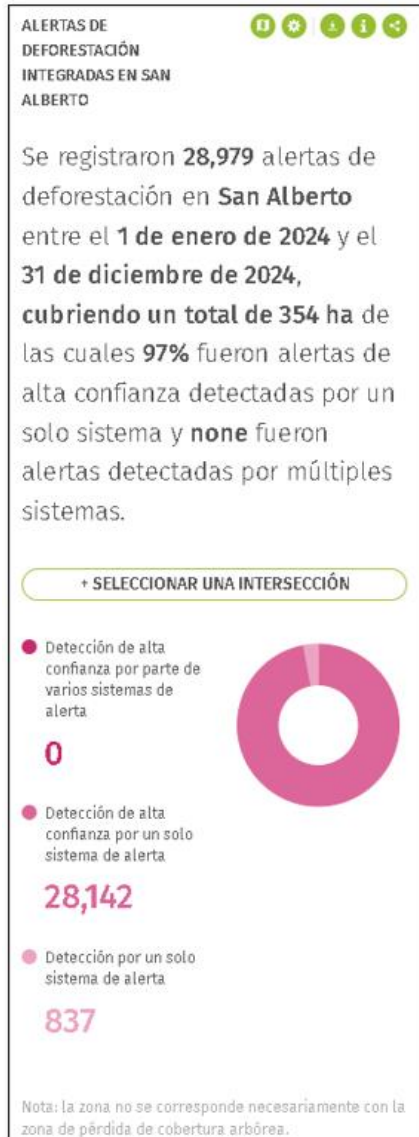 ALERTAS DE
DEFORESTACIÓN
INTEGRADAS EN SAN
ALBERTO
Se registraron 28,979 alertas de
deforestación en San Alberto
entre el 1 de enero de 2024 y el
31 de diciembre de 2024,
cubriendo un total de 354 ha de
las cuales 97% fueron alertas de
alta confianza detectadas por un
solo sistema y none fueron
alertas detectadas por múltiples
sistemas.
+ SELECCIONAR UNA INTERSECCIÓN
Detección de alta
confianza por parte de
varios sistemas de
alerta
0
Detección de alta
confianza por un solo
sistema de alerta
28,142
Detección por un solo
sistema de alerta
837
Nota: la zona no se corresponde necesariamente con la
zona de pérdida de cobertura arbórea.